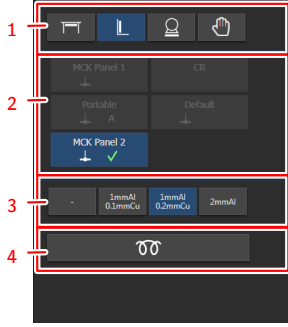 1
2
MCK Panel 1
CR
Portable
A
Default
MCK Panel 2
3
-
1mmAl
0.1mmCu
1mmAl
0.2mmCu
2mmAl
4